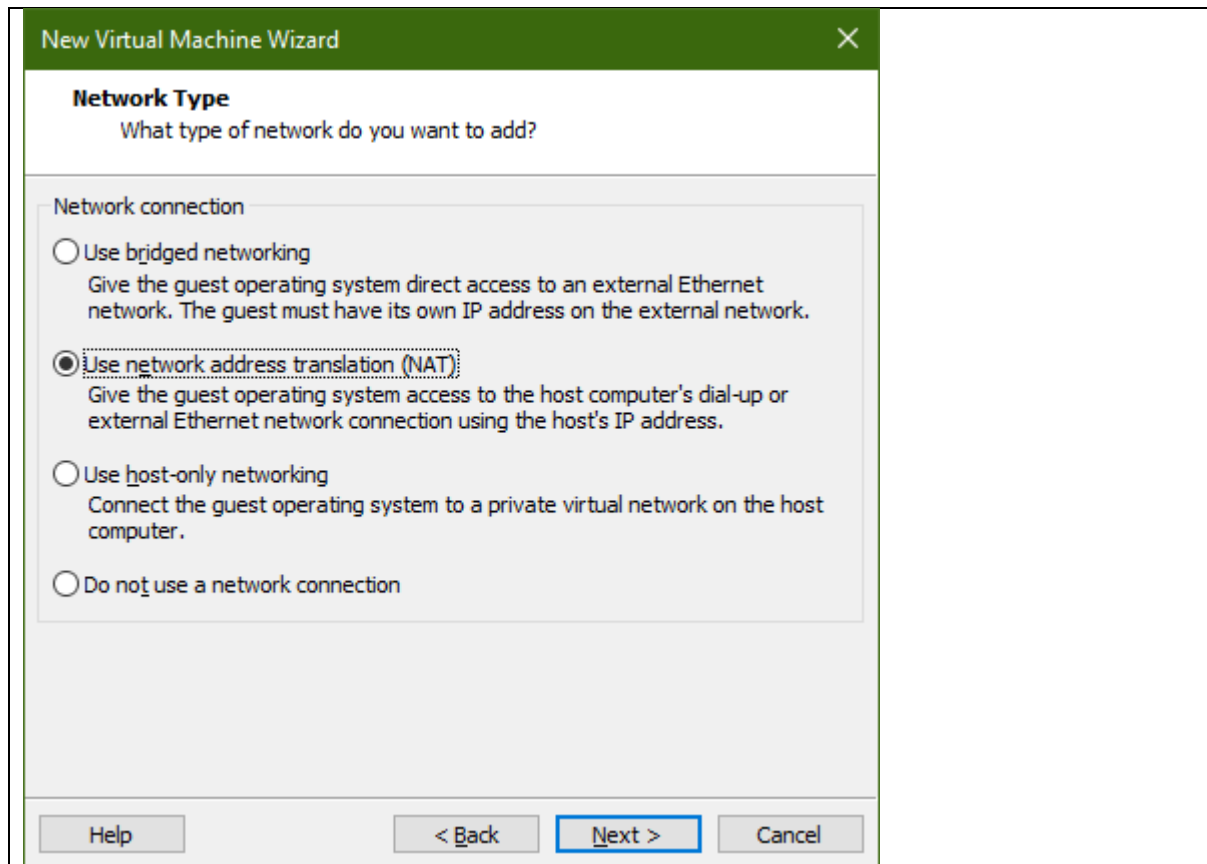 New Virtual Machine Wizard
Network Type
What type of network do you want to add?
Network connection
Use bridged networking
Give the guest operating system direct access to an external Ethernet
network. The guest must have its own IP address on the external network.
Use network address translation (NAT)
Give the guest operating system access to the host computer's dial-up or
external Ethernet network connection using the host's IP address.
Use host-only networking
Connect the guest operating system to a private virtual network on the host
computer.
Do not use a network connection
Help < Back Next > Cancel